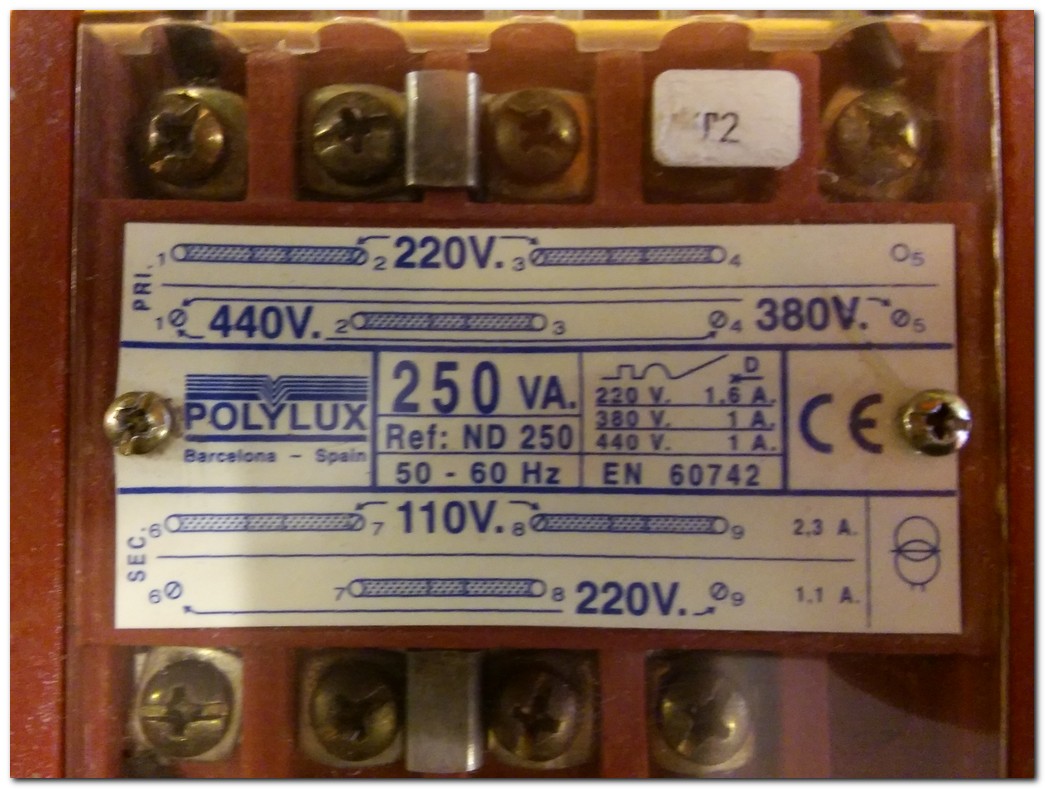 T2
1 2 220V. 3 4 5
PRI.
1 440V. 2 3 4 380V. 5
POLYLUX
Barcelona - Spain
250 VA.
Ref: ND 250
50 - 60 Hz
D
220 V. 1,6 A.
380 V. 1 A.
440 V. 1 A.
EN 60742
CE
6 7 110V. 8 9 2,3 A.
SEC.
6 7 8 220V. 9 1.1 A.